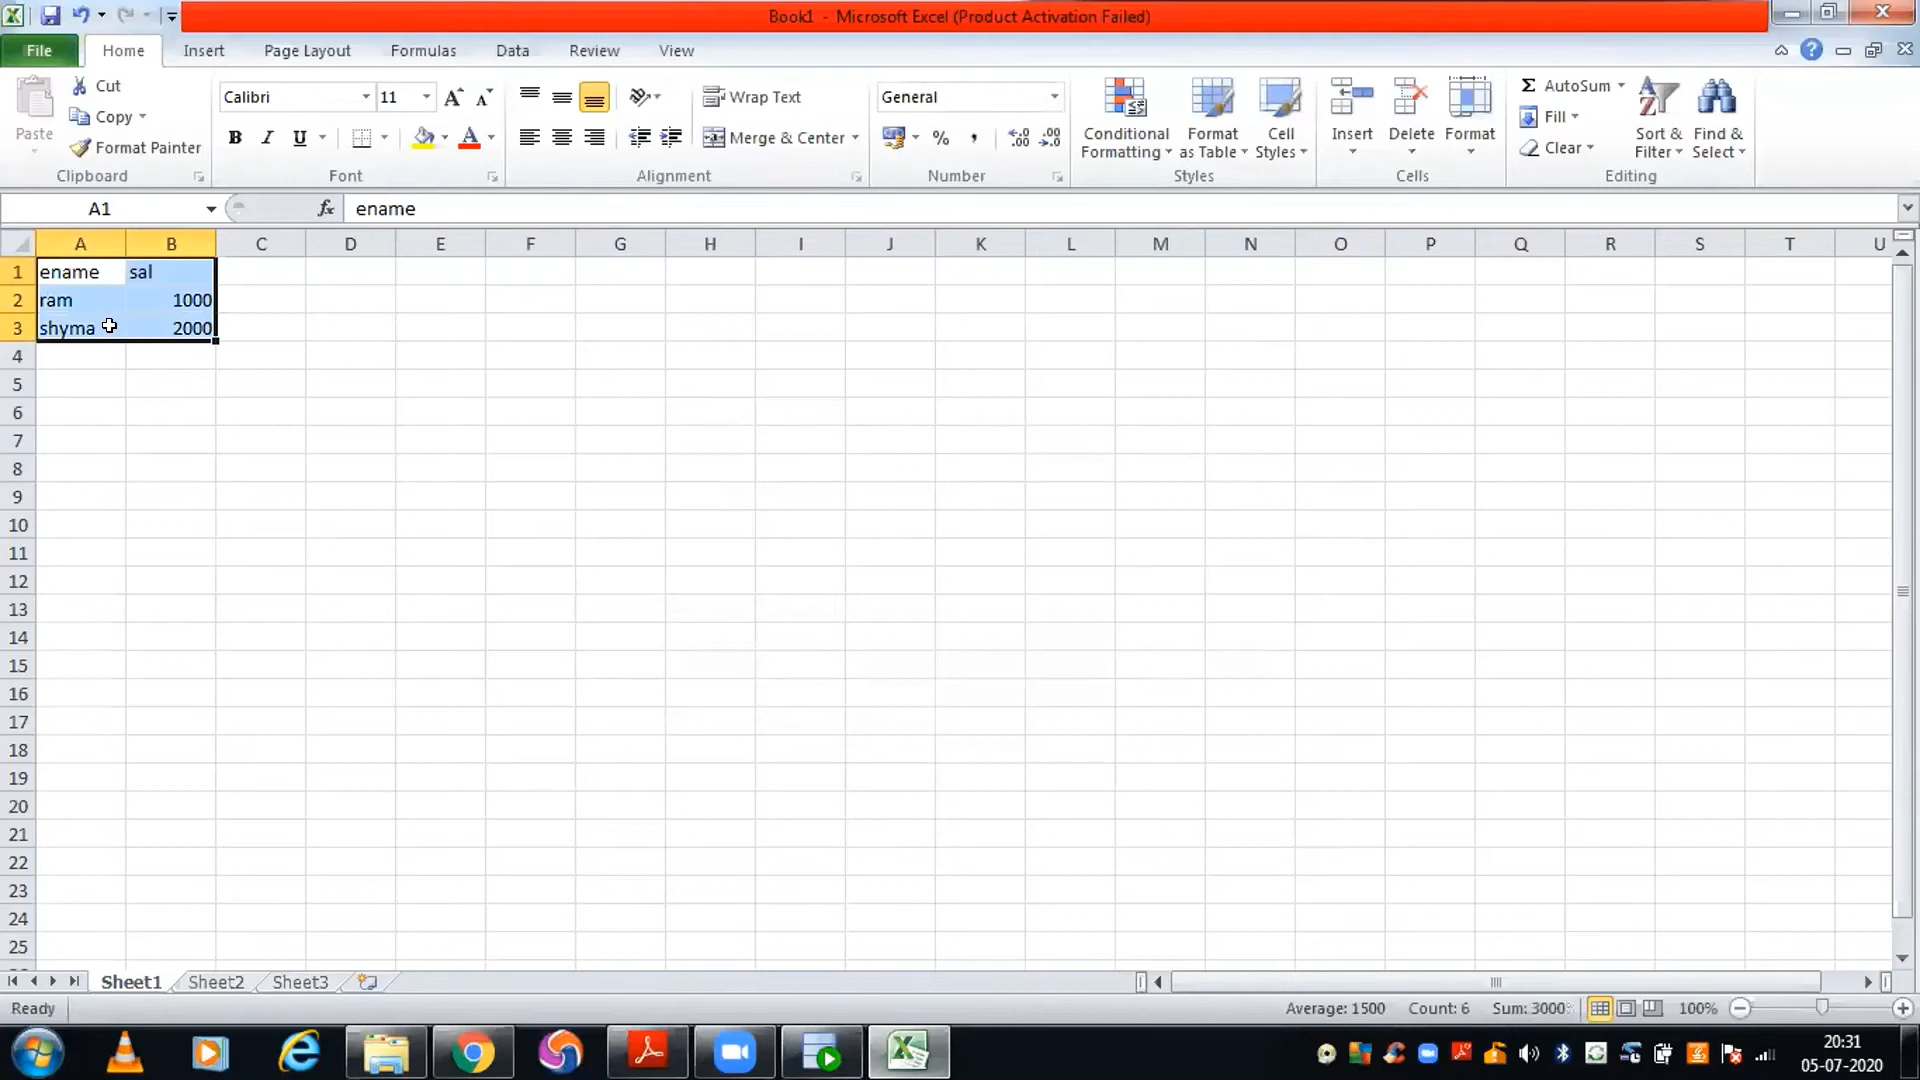 Book1 - Microsoft Excel (Product Activation Failed)
File Home Insert Page Layout Formulas Data Review View
Paste
Cut
Copy
Format Painter
Clipboard
Calibri 11
B I U A
Font
Wrap Text
Merge & Center
Alignment
General
%
Number
Conditional Formatting
Format as Table
Cell Styles
Styles
Insert Delete Format
Cells
Σ AutoSum
Fill
Clear
Sort & Filter
Find & Select
Editing
A1 fx ename
A B C D E F G H I J K L M N O P Q R S T U
1 ename sal
2 ram 1000
3 shyma 2000
4
5
6
7
8
9
10
11
12
13
14
15
16
17
18
19
20
21
22
23
24
25
Sheet1 Sheet2 Sheet3
Ready Average: 1500 Count: 6 Sum: 3000 100%
20:31
05-07-2020